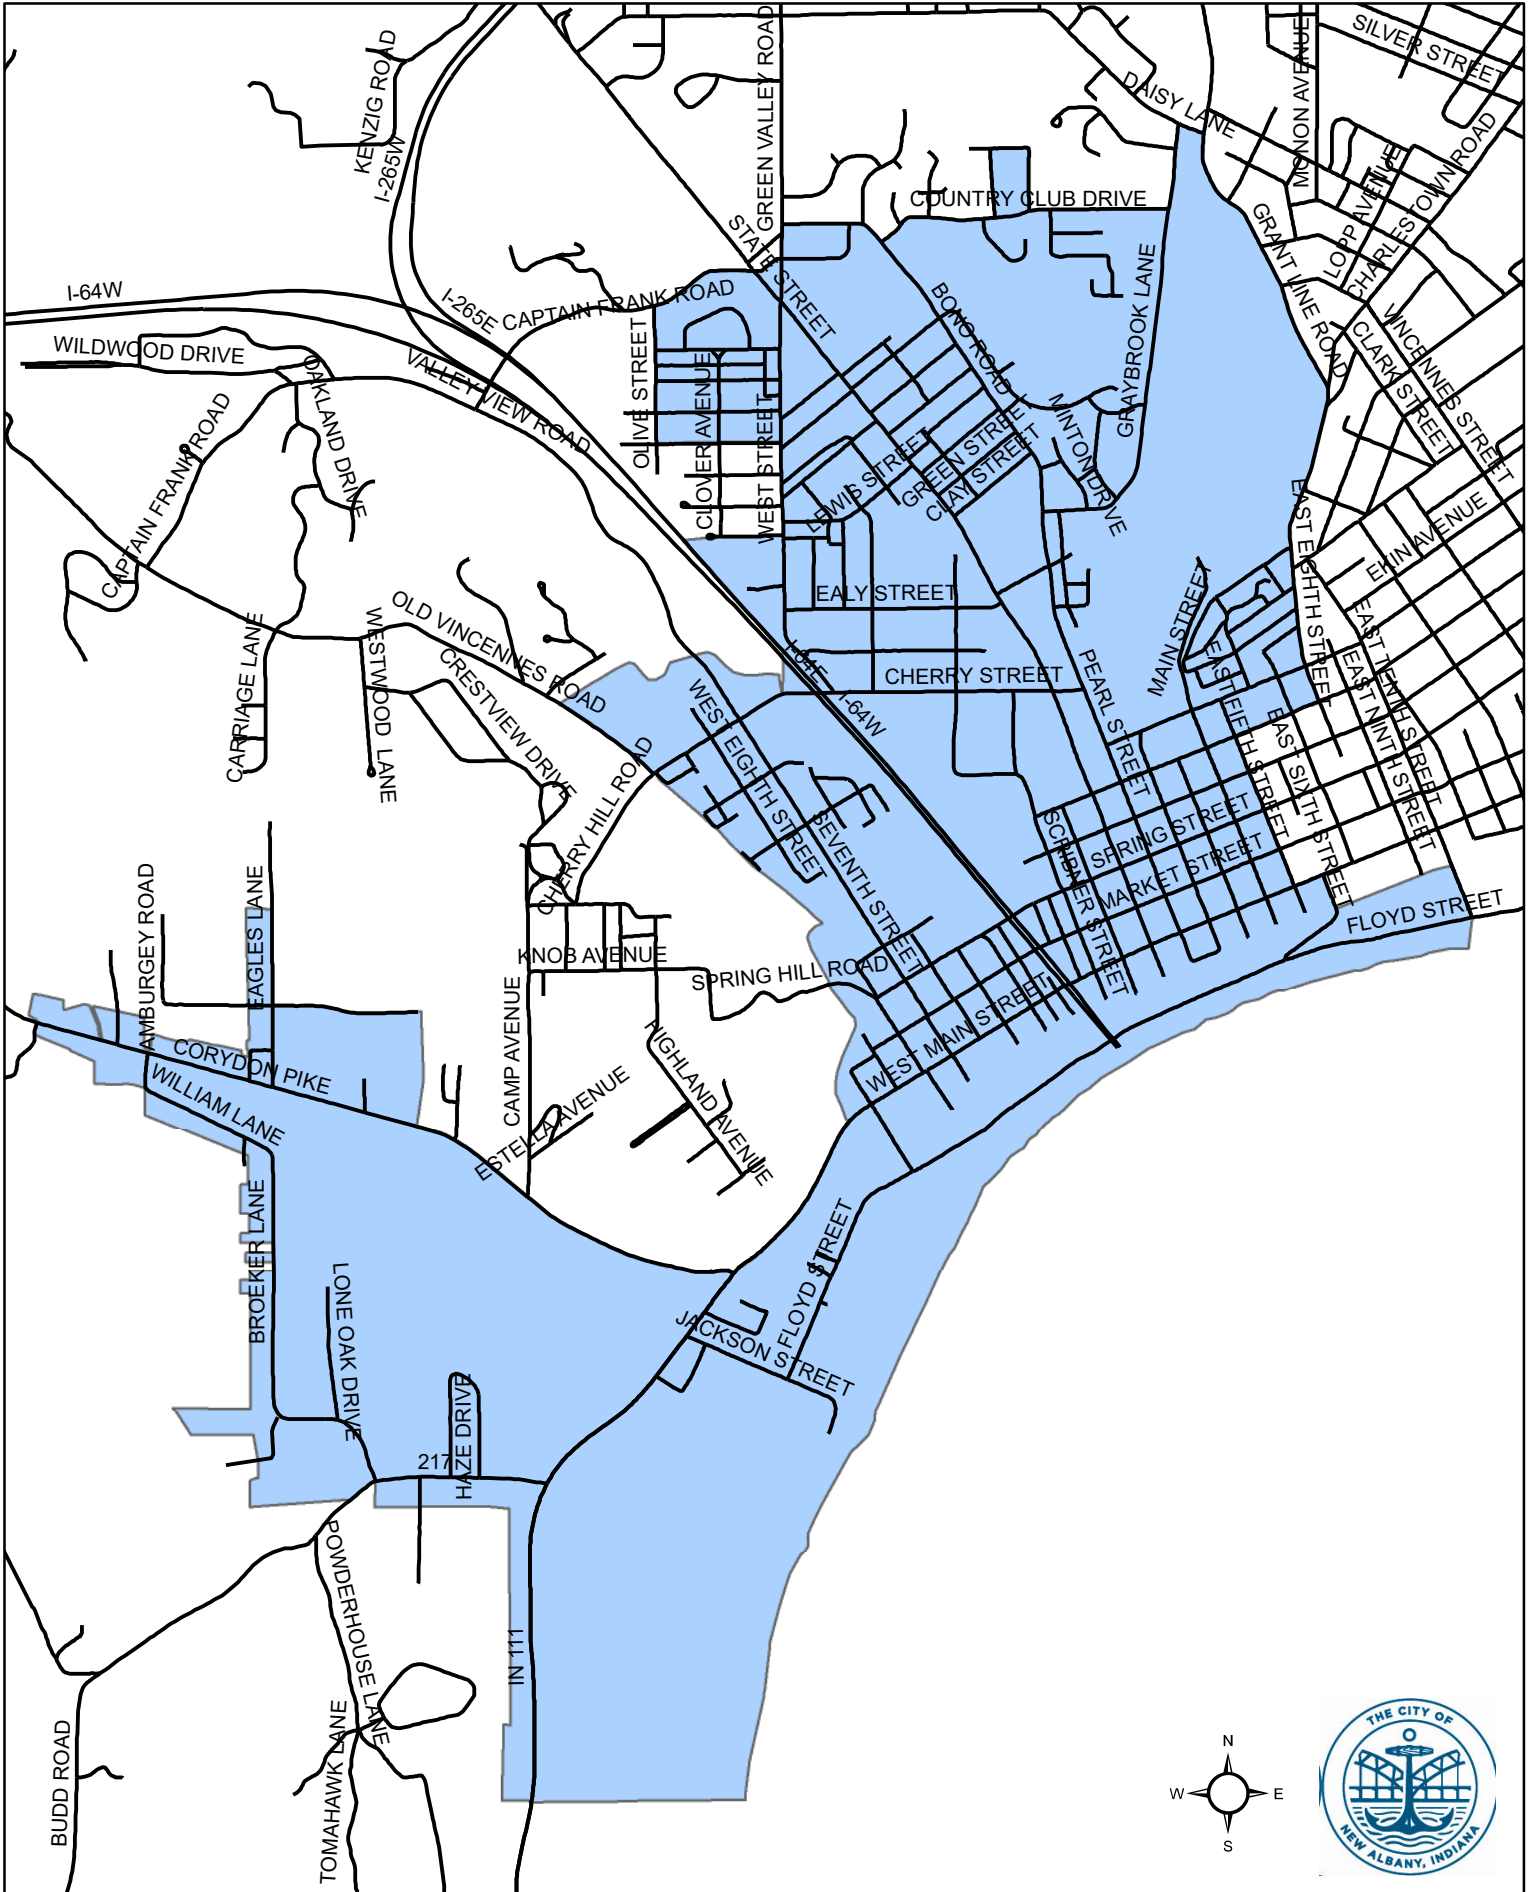 SILVER STREET
KENZIG ROAD
GREEN VALLEY ROAD
MONON AVENUE
DAISY LANE
I-265W
LOPP AVENUE
CHARLESTOWN ROAD
COUNTRY CLUB DRIVE
STATE STREET
GRANT LINE ROAD
I-64W
I-265E
CAPTAIN FRANK ROAD
BONO ROAD
GRAYBROOK LANE
VINCENNES STREET
CLARK STREET
WILDWOOD DRIVE
OAKLAND DRIVE
VALLEY VIEW ROAD
OLIVE STREET
CLOVER AVENUE
WEST STREET
MINTON DRIVE
CAPTAIN FRANK ROAD
LEWIS STREET
GREEN STREET
CLAY STREET
EAST EIGHTH STREET
EKIN AVENUE
EALY STREET
MAIN STREET
OLD VINCENNES ROAD
WESTWOOD LANE
CARRIAGE LANE
CRESTVIEW DRIVE
I-64E
I-64W
CHERRY STREET
PEARL STREET
EAST FIFTH STREET
EAST SIXTH STREET
EAST NINTH STREET
EAST TENTH STREET
WEST EIGHTH STREET
CHERRY HILL ROAD
SEVENTH STREET
SCRIBNER STREET
SPRING STREET
MARKET STREET
FLOYD STREET
AMBURGEY ROAD
EAGLES LANE
KNOB AVENUE
SPRING HILL ROAD
CAMP AVENUE
HIGHLAND AVENUE
WEST MAIN STREET
CORYDON PIKE
WILLIAM LANE
ESTELLA AVENUE
BROEKER LANE
LONE OAK DRIVE
FLOYD STREET
JACKSON STREET
HAZE DRIVE
217
POWDERHOUSE LANE
IN 111
BUDD ROAD
TOMAHAWK LANE
N
W E
S
THE CITY OF
NEW ALBANY, INDIANA